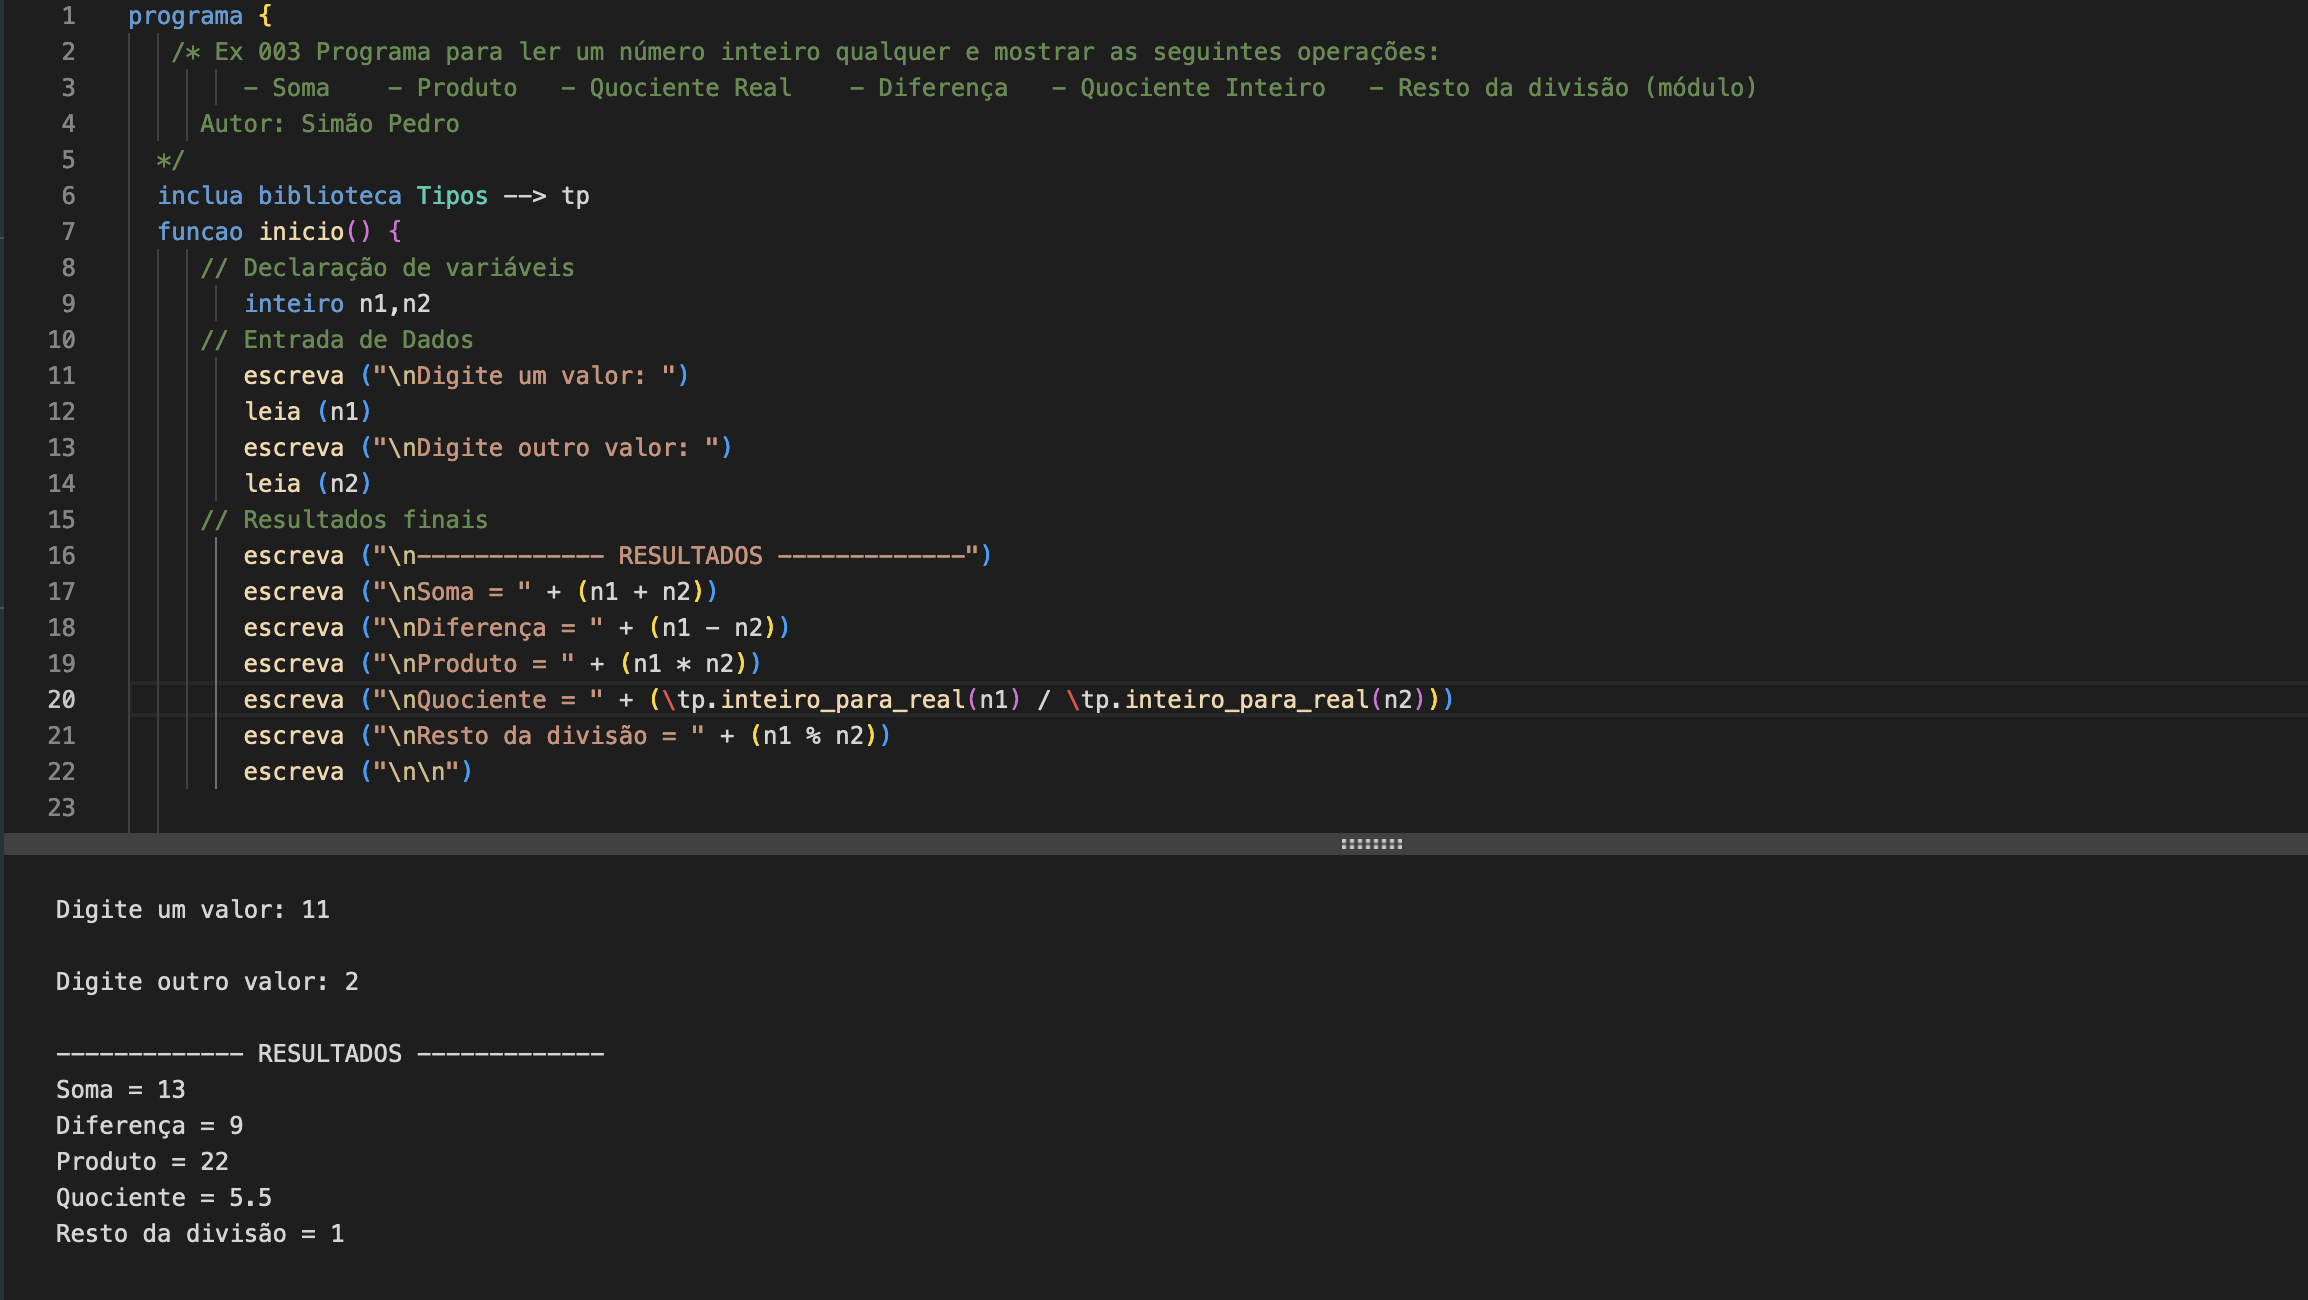 1 programa {
2 /* Ex 003 Programa para ler um número inteiro qualquer e mostrar as seguintes operações:
3 - Soma - Produto - Quociente Real - Diferença - Quociente Inteiro - Resto da divisão (módulo)
4 Autor: Simão Pedro
5 */
6 inclua biblioteca Tipos --> tp
7 funcao inicio() {
8 // Declaração de variáveis
9 inteiro n1,n2
10 // Entrada de Dados
11 escreva ("\nDigite um valor: ")
12 leia (n1)
13 escreva ("\nDigite outro valor: ")
14 leia (n2)
15 // Resultados finais
16 escreva ("\n------------- RESULTADOS -------------")
17 escreva ("\nSoma = " + (n1 + n2))
18 escreva ("\nDiferença = " + (n1 - n2))
19 escreva ("\nProduto = " + (n1 * n2))
20 escreva ("\nQuociente = " + (\tp.inteiro_para_real(n1) / \tp.inteiro_para_real(n2)))
21 escreva ("\nResto da divisão = " + (n1 % n2))
22 escreva ("\n\n")
23
Digite um valor: 11
Digite outro valor: 2
------------- RESULTADOS -------------
Soma = 13
Diferença = 9
Produto = 22
Quociente = 5.5
Resto da divisão = 1